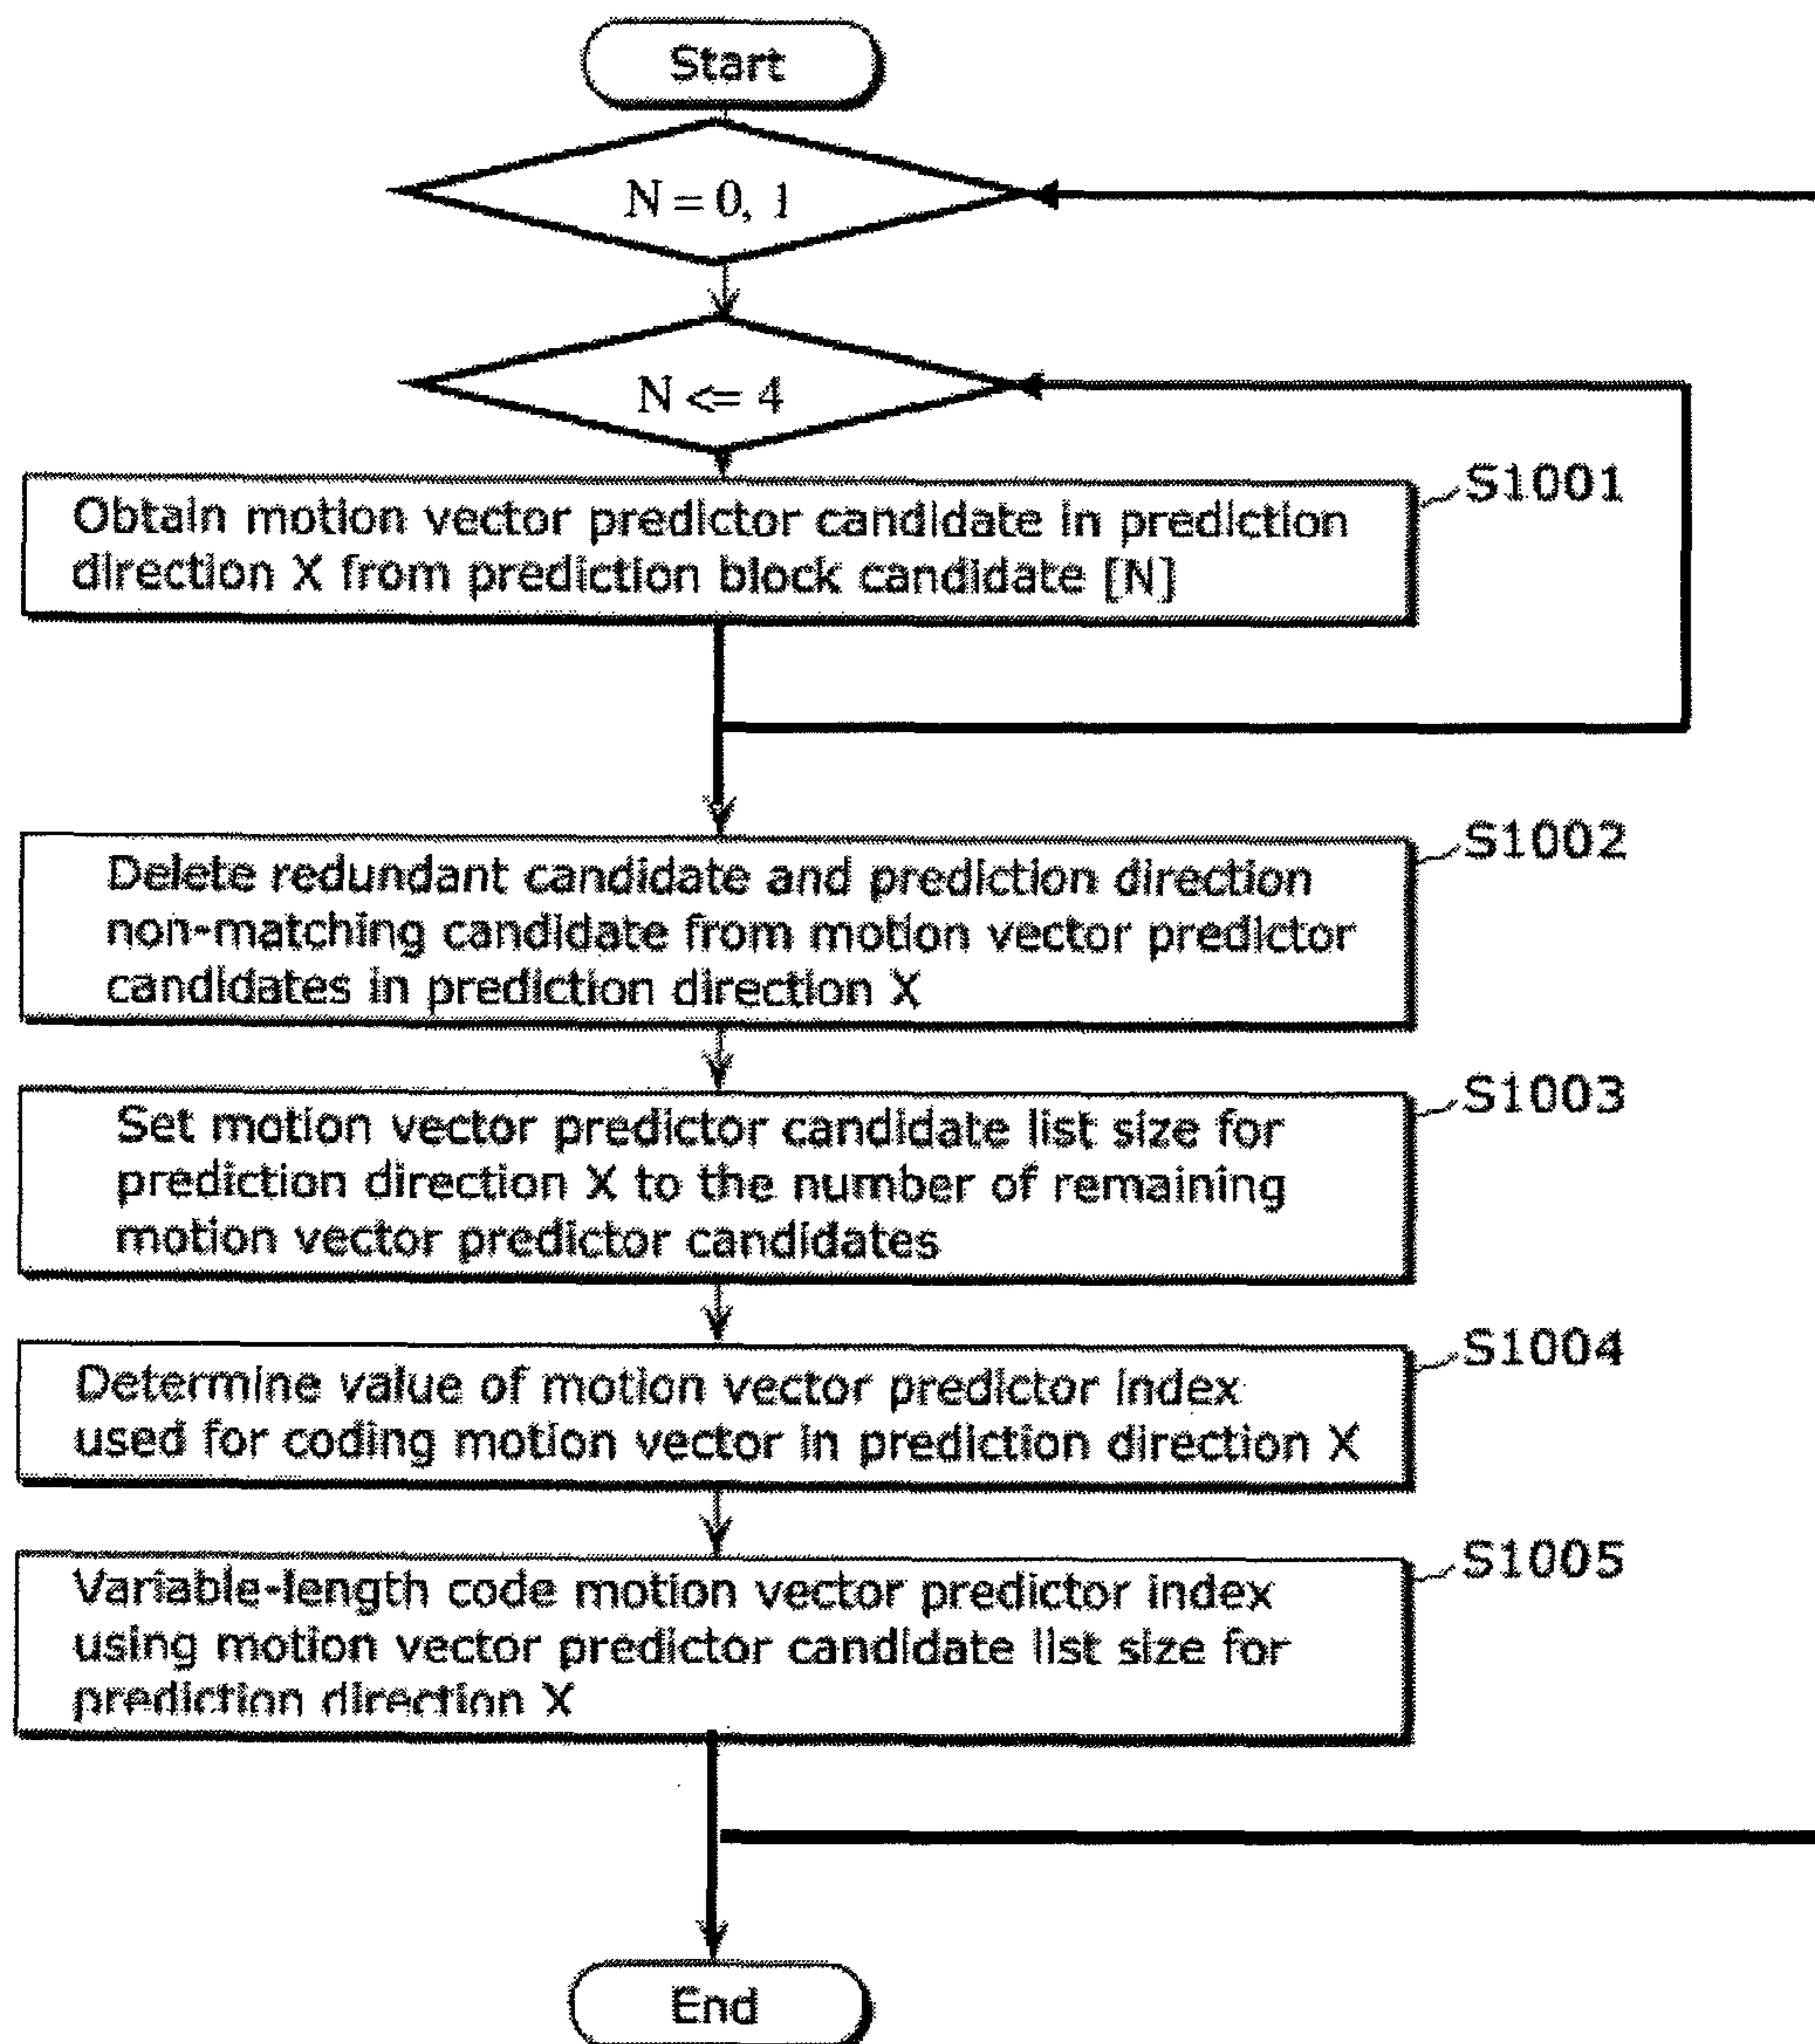 Start
N = 0, 1
N <= 4
S1001
Obtain motion vector predictor candidate in prediction
direction X from prediction block candidate [N]
S1002
Delete redundant candidate and prediction direction
non-matching candidate from motion vector predictor
candidates in prediction direction X
S1003
Set motion vector predictor candidate list size for
prediction direction X to the number of remaining
motion vector predictor candidates
S1004
Determine value of motion vector predictor index
used for coding motion vector in prediction direction X
S1005
Variable-length code motion vector predictor index
using motion vector predictor candidate list size for
prediction direction X
End